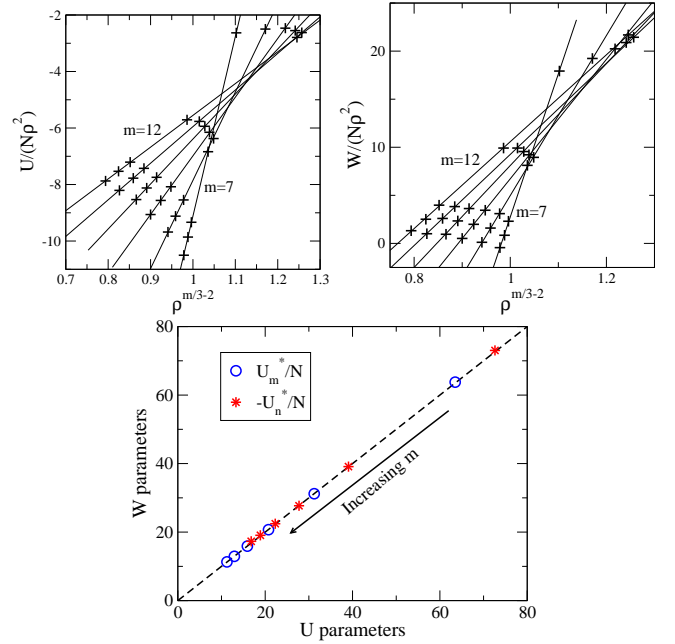 -2
-4
-6
-8
-10
U/(Nρ²)
m=12
m=7
0.7 0.8 0.9 1 1.1 1.2 1.3
ρ^{m/3-2}
20
10
0
W/(Nρ²)
m=12
m=7
0.8 1 1.2
ρ^{m/3-2}
80
60
40
20
0
W parameters
U_m^*/N
-U_n^*/N
Increasing m
0 20 40 60 80
U parameters